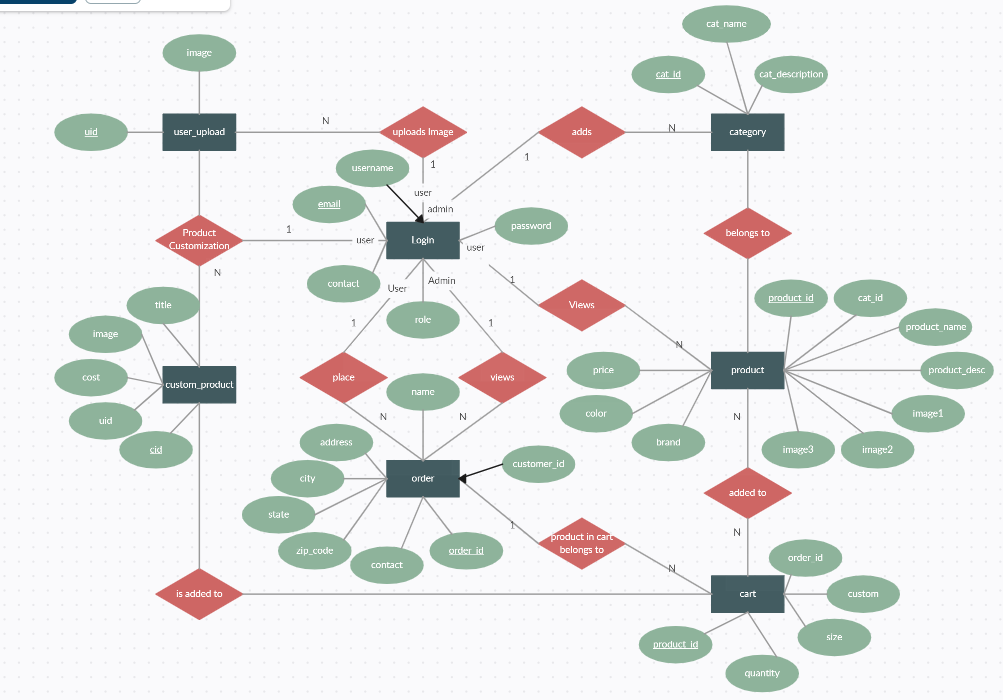 cat_name
image
cat_id
cat_description
uid
user_upload
N
uploads Image
adds
N
category
1
1
username
user
email
admin
Product
Customization
1
user
Login
password
user
belongs to
N
contact
User
Admin
1
title
role
Views
product_id
cat_id
image
1
1
product_name
N
cost
custom_product
place
views
name
price
product
product_desc
uid
N
N
color
N
image1
cid
address
brand
image3
image2
city
order
customer_id
added to
state
1
N
zip_code
order_id
product in cart
belongs to
contact
N
order_id
is added to
cart
custom
size
product_id
quantity